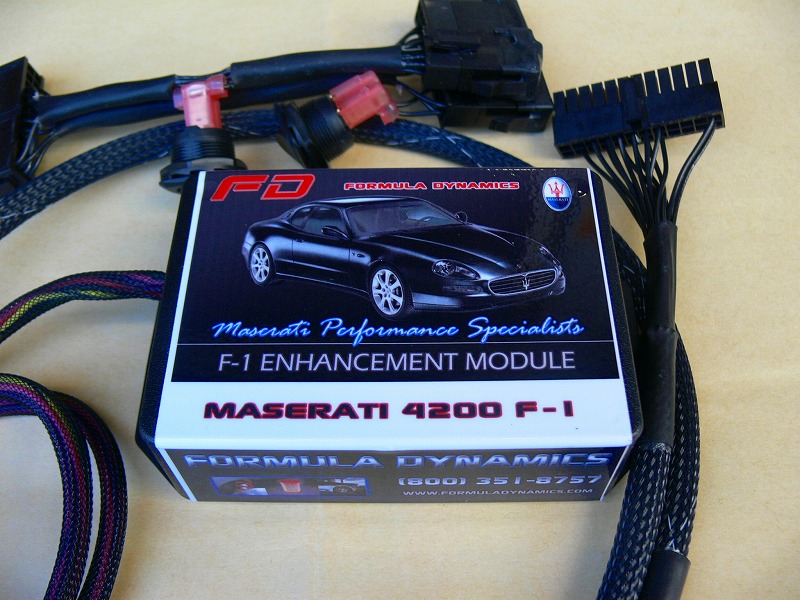 FD FORMULA DYNAMICS
MASERATI
Maserati Performance Specialists
F-1 ENHANCEMENT MODULE
MASERATI 4200 F-1
FORMULA DYNAMICS
(800) 351-8757
WWW.FORMULADYNAMICS.COM